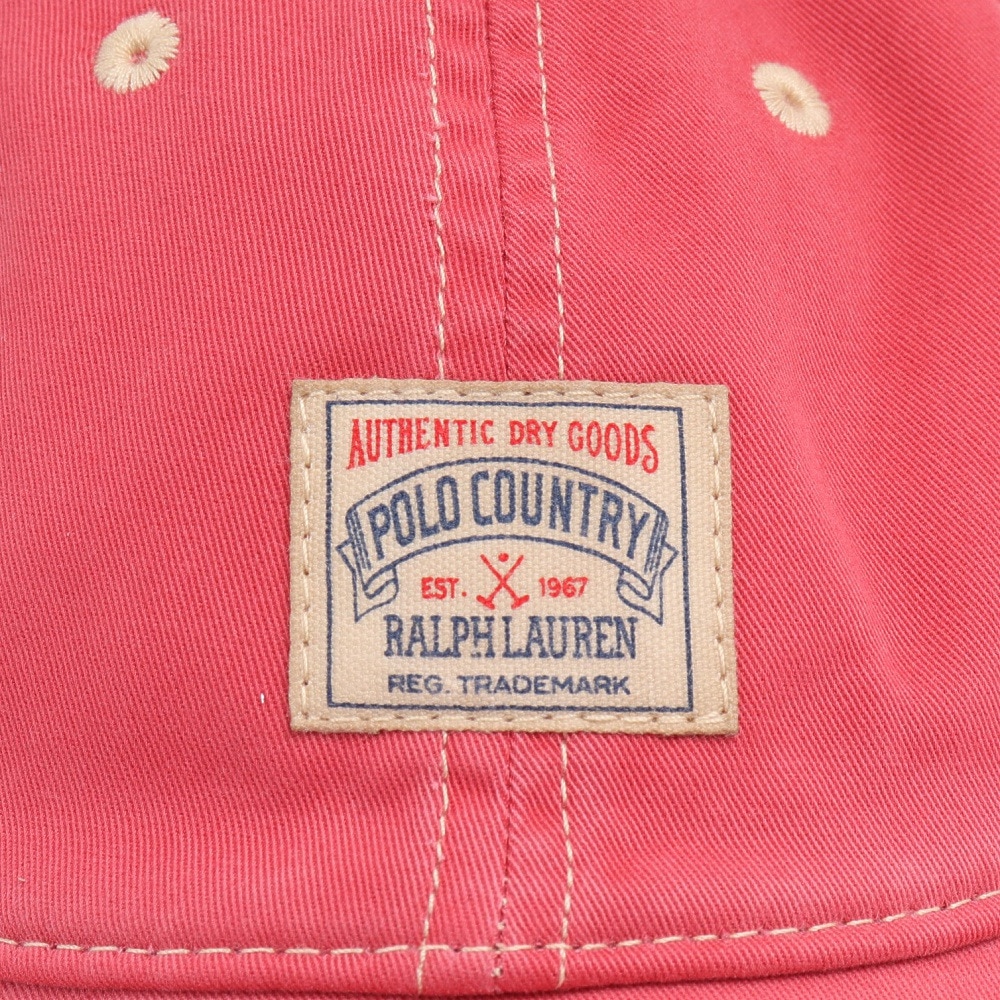 AUTHENTIC DRY GOODS
POLO COUNTRY
EST. 1967
RALPH LAUREN
REG. TRADEMARK